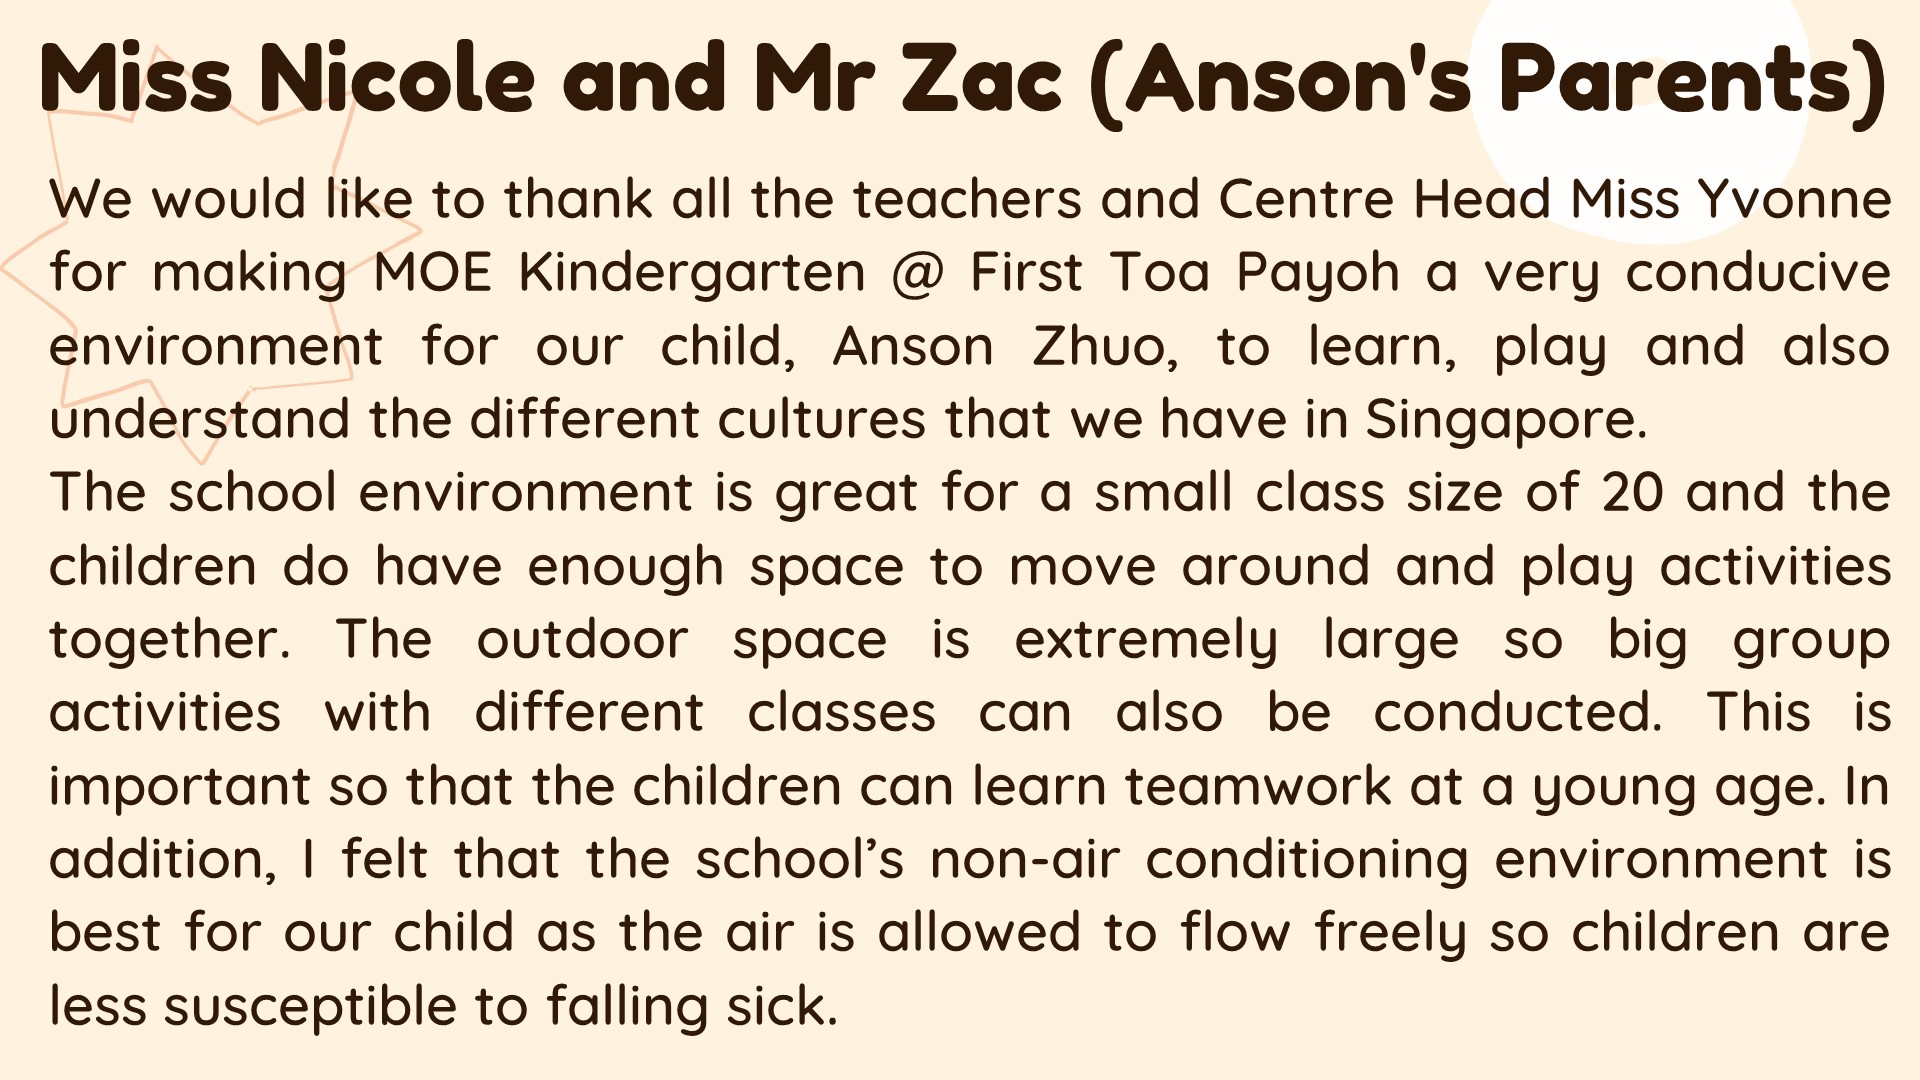 Miss Nicole and Mr Zac (Anson's Parents)
We would like to thank all the teachers and Centre Head Miss Yvonne
for making MOE Kindergarten @ First Toa Payoh a very conducive
environment for our child, Anson Zhuo, to learn, play and also
understand the different cultures that we have in Singapore.
The school environment is great for a small class size of 20 and the
children do have enough space to move around and play activities
together. The outdoor space is extremely large so big group
activities with different classes can also be conducted. This is
important so that the children can learn teamwork at a young age. In
addition, I felt that the school’s non-air conditioning environment is
best for our child as the air is allowed to flow freely so children are
less susceptible to falling sick.